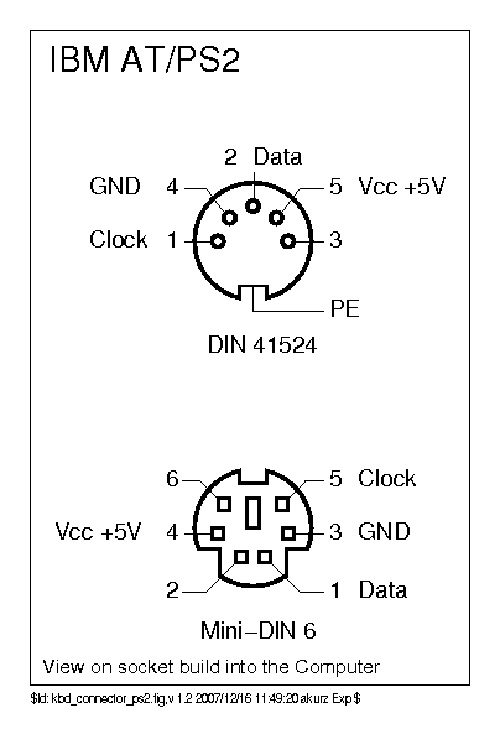 IBM AT/PS2
2 Data
GND 4
5 Vcc +5V
Clock 1
3
PE
DIN 41524
6
5 Clock
Vcc +5V 4
3 GND
2
1 Data
Mini-DIN 6
View on socket build into the Computer
$Id: kbd_connector_ps2.fig,v 1.2 2007/12/16 11:49:20 akurz Exp $